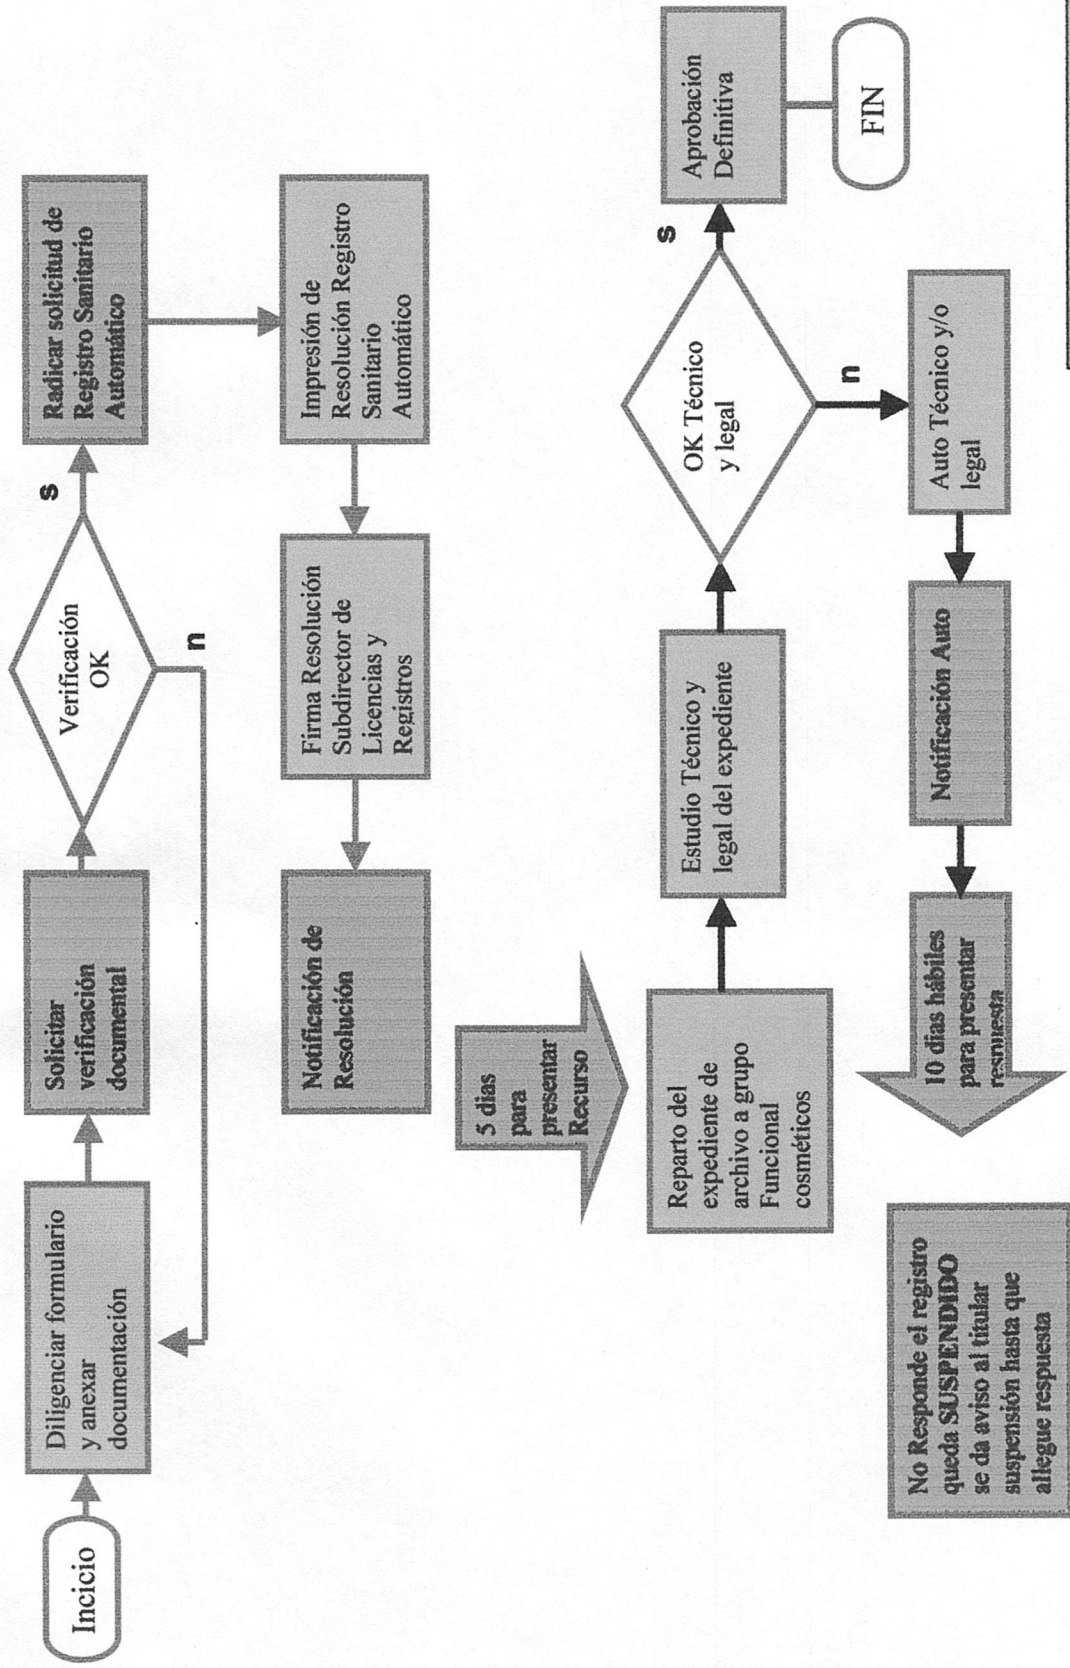 Incicio
Diligenciar formulario
y anexar
documentación
Solicitar
verificación
documental
Verificación
OK
s
n
Radicar solicitud de
Registro Sanitario
Automático
Impresión de
Resolución Registro
Sanitario
Automático
Firma Resolución
Subdirector de
Licencias y
Registros
Notificación de
Resolución
5 dias
para
presentar
Recurso
Reparto del
expediente de
archivo a grupo
Funcional
cosméticos
Estudio Técnico y
legal del expediente
OK Técnico
y legal
s
n
Aprobación
Definitiva
FIN
Auto Técnico y/o
legal
Notificación Auto
10 dias hábiles
para presentar
respuesta
No Responde el registro
queda SUSPENDIDO
se da aviso al titular
suspensión hasta que
allegue respuesta